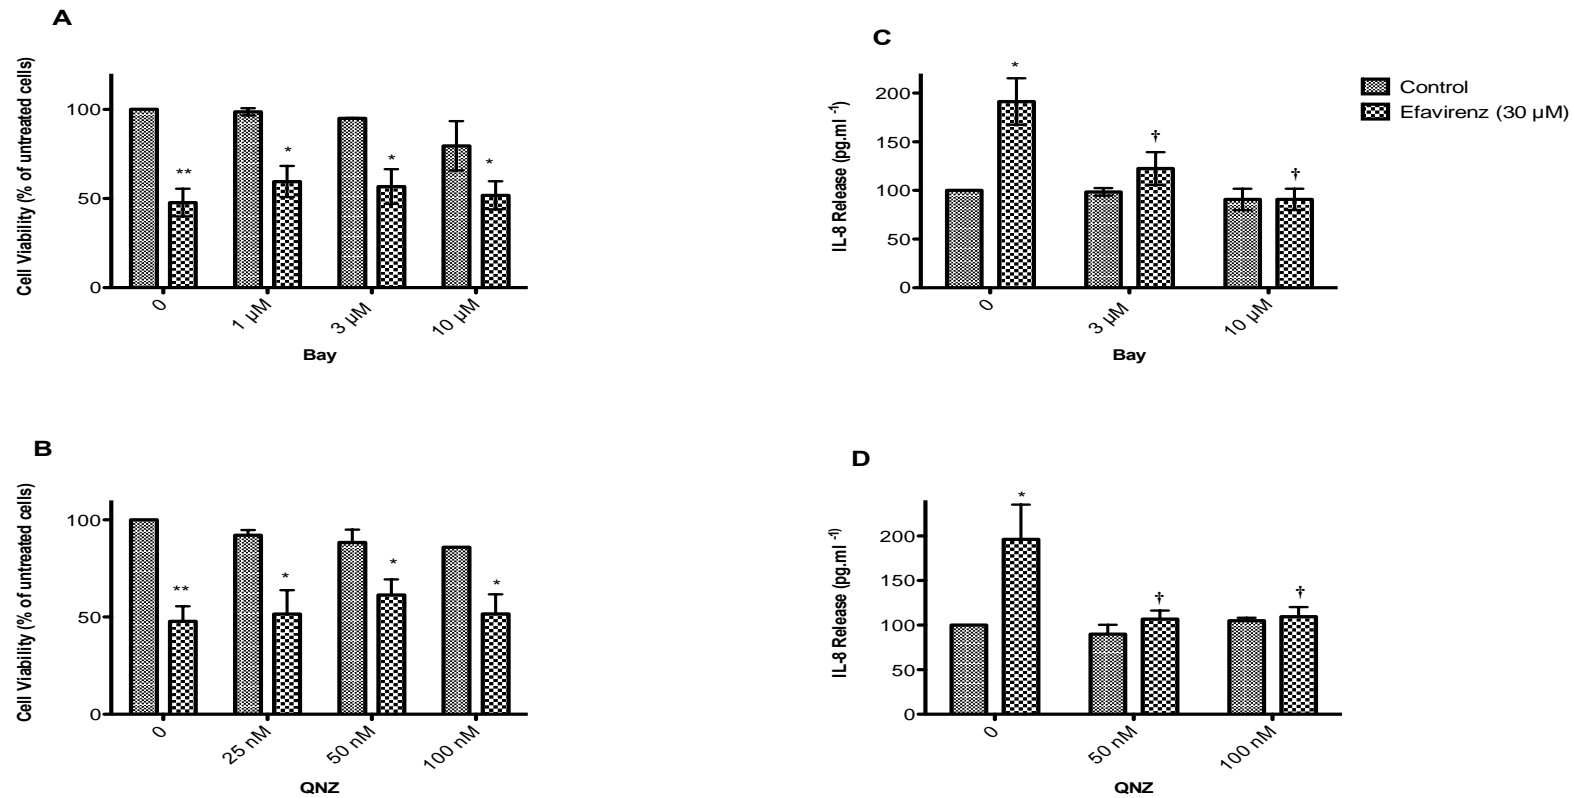 A
Cell Viability (% of untreated cells)
100
50
0
**
*
*
*
0
1 µM
3 µM
10 µM
Bay
C
IL-8 Release (pg.ml -1)
200
150
100
50
0
*
†
†
0
3 µM
10 µM
Bay
Control
Efavirenz (30 µM)
B
Cell Viability (% of untreated cells)
100
50
0
**
*
*
*
0
25 nM
50 nM
100 nM
QNZ
D
IL-8 Release (pg.ml -1)
200
150
100
50
0
*
†
†
0
50 nM
100 nM
QNZ